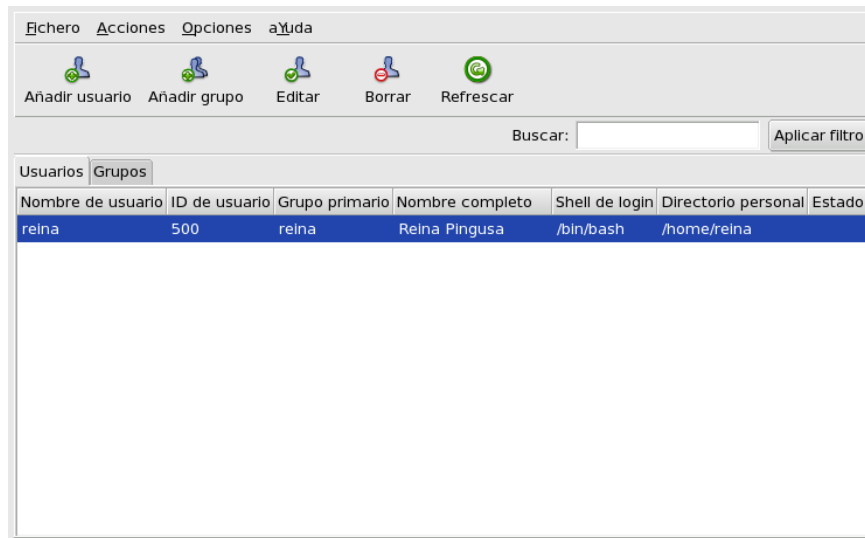 Fichero Acciones Opciones aYuda
Añadir usuario Añadir grupo Editar Borrar Refrescar
Buscar: Aplicar filtro
Usuarios Grupos
Nombre de usuario ID de usuario Grupo primario Nombre completo Shell de login Directorio personal Estado
reina 500 reina Reina Pingusa /bin/bash /home/reina